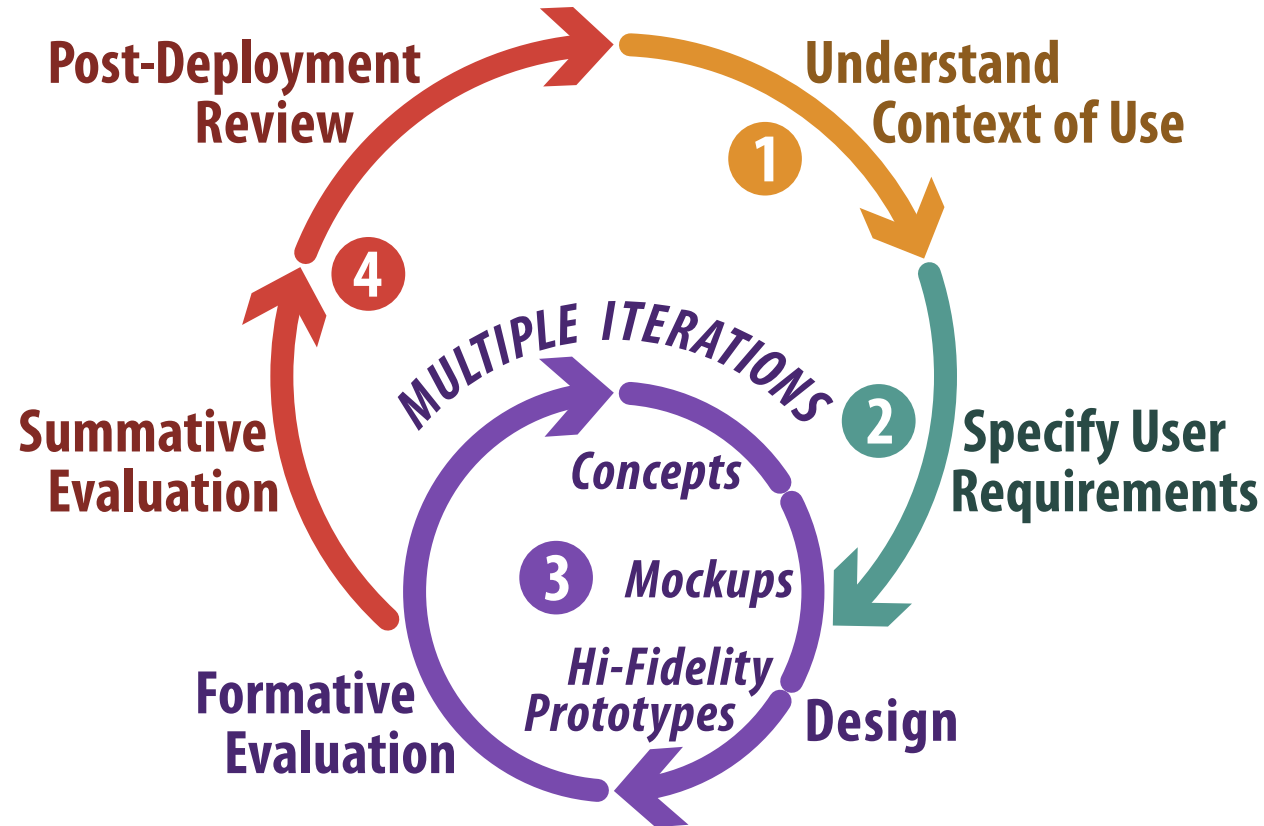 Post-Deployment
Review
Understand
Context of Use
1
4
MULTIPLE ITERATIONS
2
Specify User
Requirements
Summative
Evaluation
Concepts
3
Mockups
Hi-Fidelity
Prototypes
Design
Formative
Evaluation